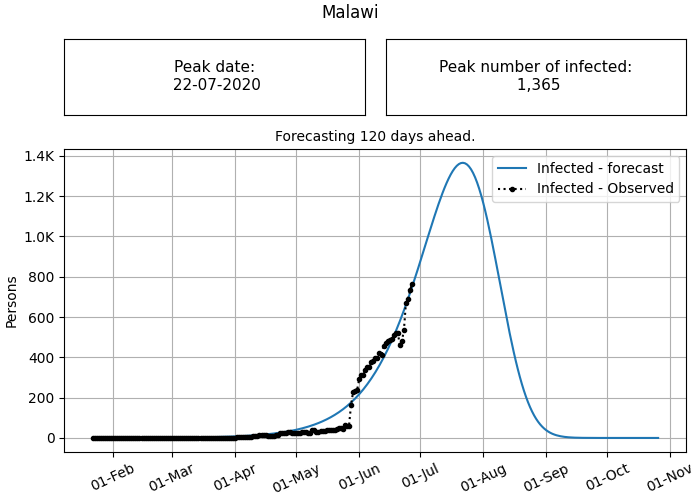 Malawi
Peak date:
22-07-2020
Peak number of infected:
1,365
Forecasting 120 days ahead.
1.4K
1.2K
1.0K
800
600
400
200
0
Persons
Infected - forecast
Infected - Observed
01-Feb
01-Mar
01-Apr
01-May
01-Jun
01-Jul
01-Aug
01-Sep
01-Oct
01-Nov